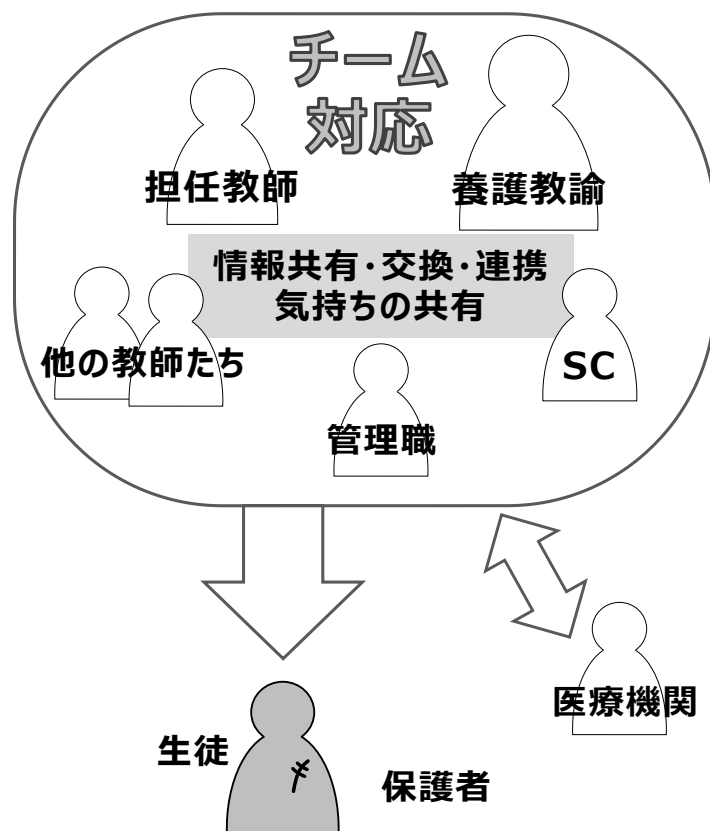 チーム
対応
担任教師
養護教諭
情報共有・交換・連携
気持ちの共有
他の教師たち
SC
管理職
医療機関
生徒
保護者